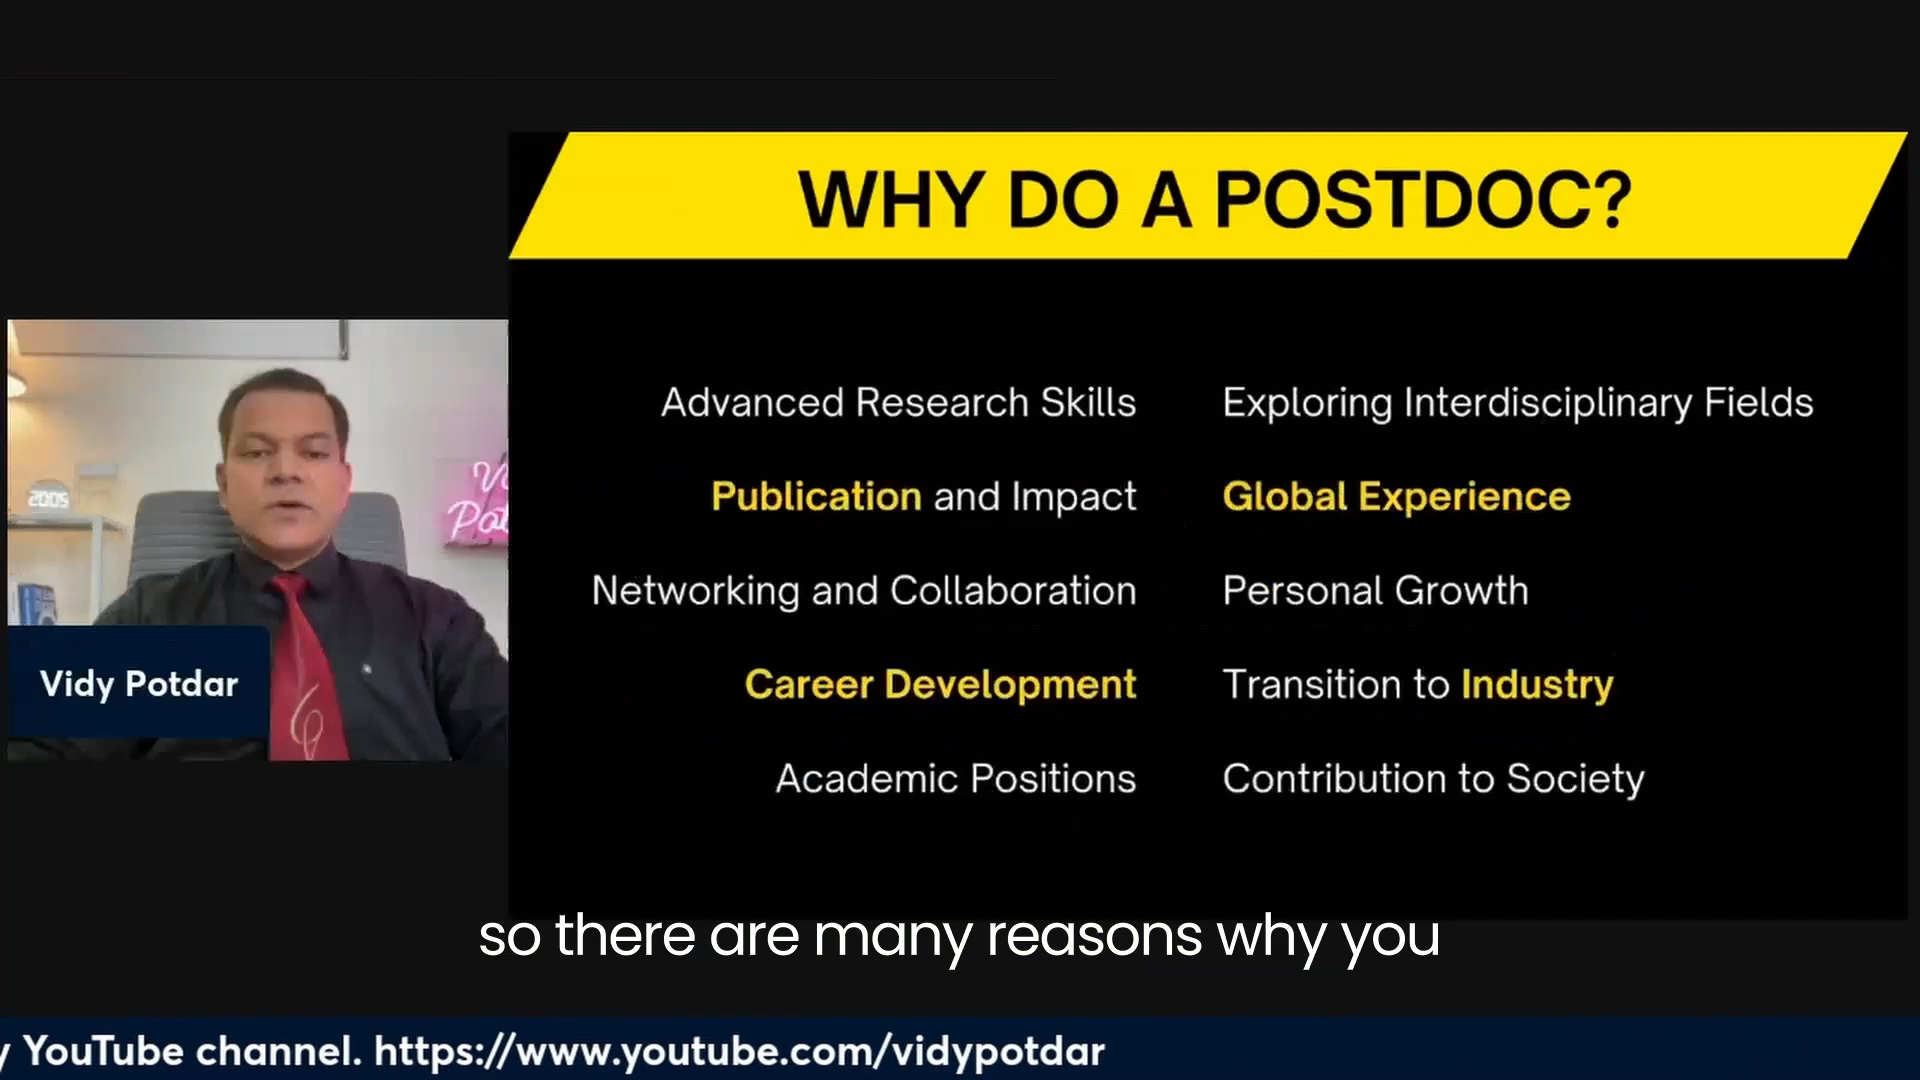 WHY DO A POSTDOC?
Advanced Research Skills
Publication and Impact
Networking and Collaboration
Career Development
Academic Positions
Exploring Interdisciplinary Fields
Global Experience
Personal Growth
Transition to Industry
Contribution to Society
2009
Vidy Potdar
so there are many reasons why you
YouTube channel. https://www.youtube.com/vidypotdar